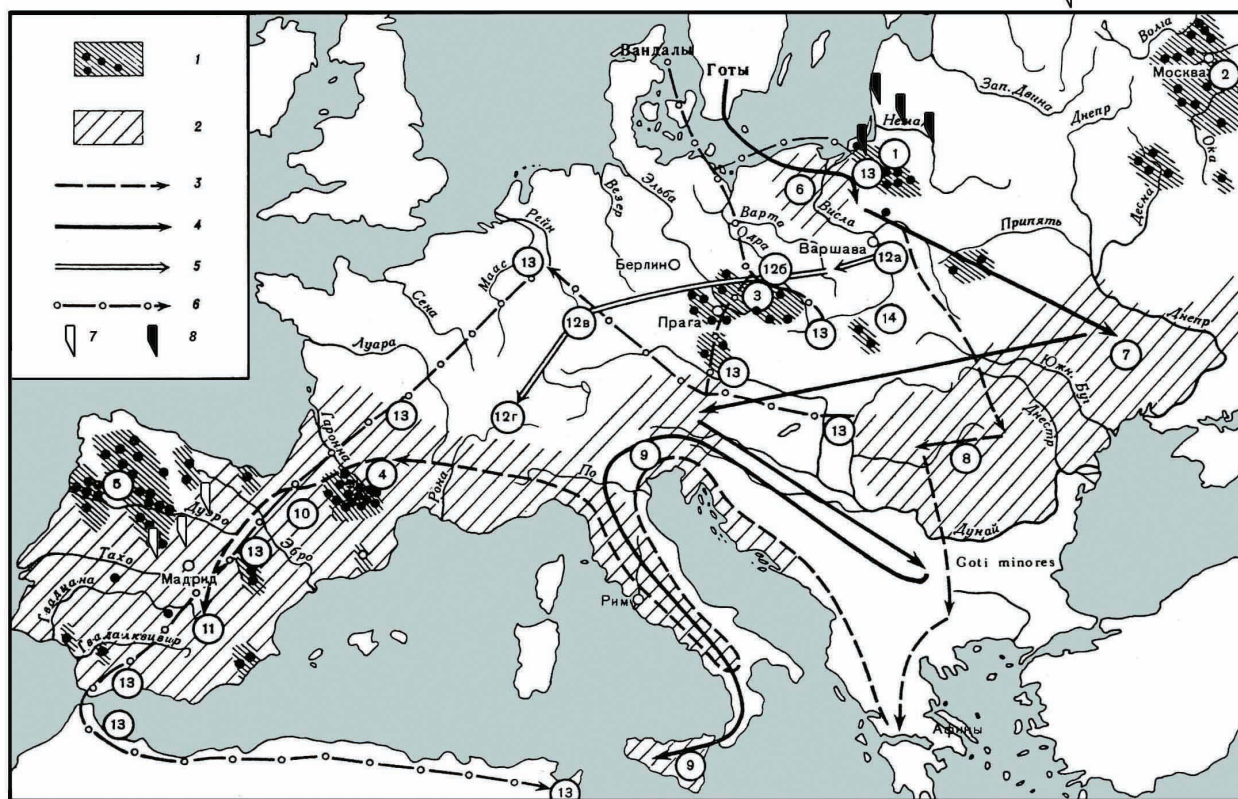 1
2
3
4
5
6
7 8
Вандалы
Готы
Волга
Москва
2
Зап. Двина
Днепр
Ока
Неман
1
13
6
Десна
Рейн
Везер
Эльба
Варта
Висла
Одра
Варшава
Припять
Берлин
12а
12б
3
Маас
13
Сена
Прага
12в
13
14
Днепр
7
Луара
13
12г
13
Южн. Буг
Днестр
13
8
Гаронна
По
9
4
Рона
5
Дуэро
10
Эбро
13
Дунай
Goti minores
Тахо
Мадрид
Гвадиана
Рим
11
Гвадалквивир
13
13
Афины
9
13